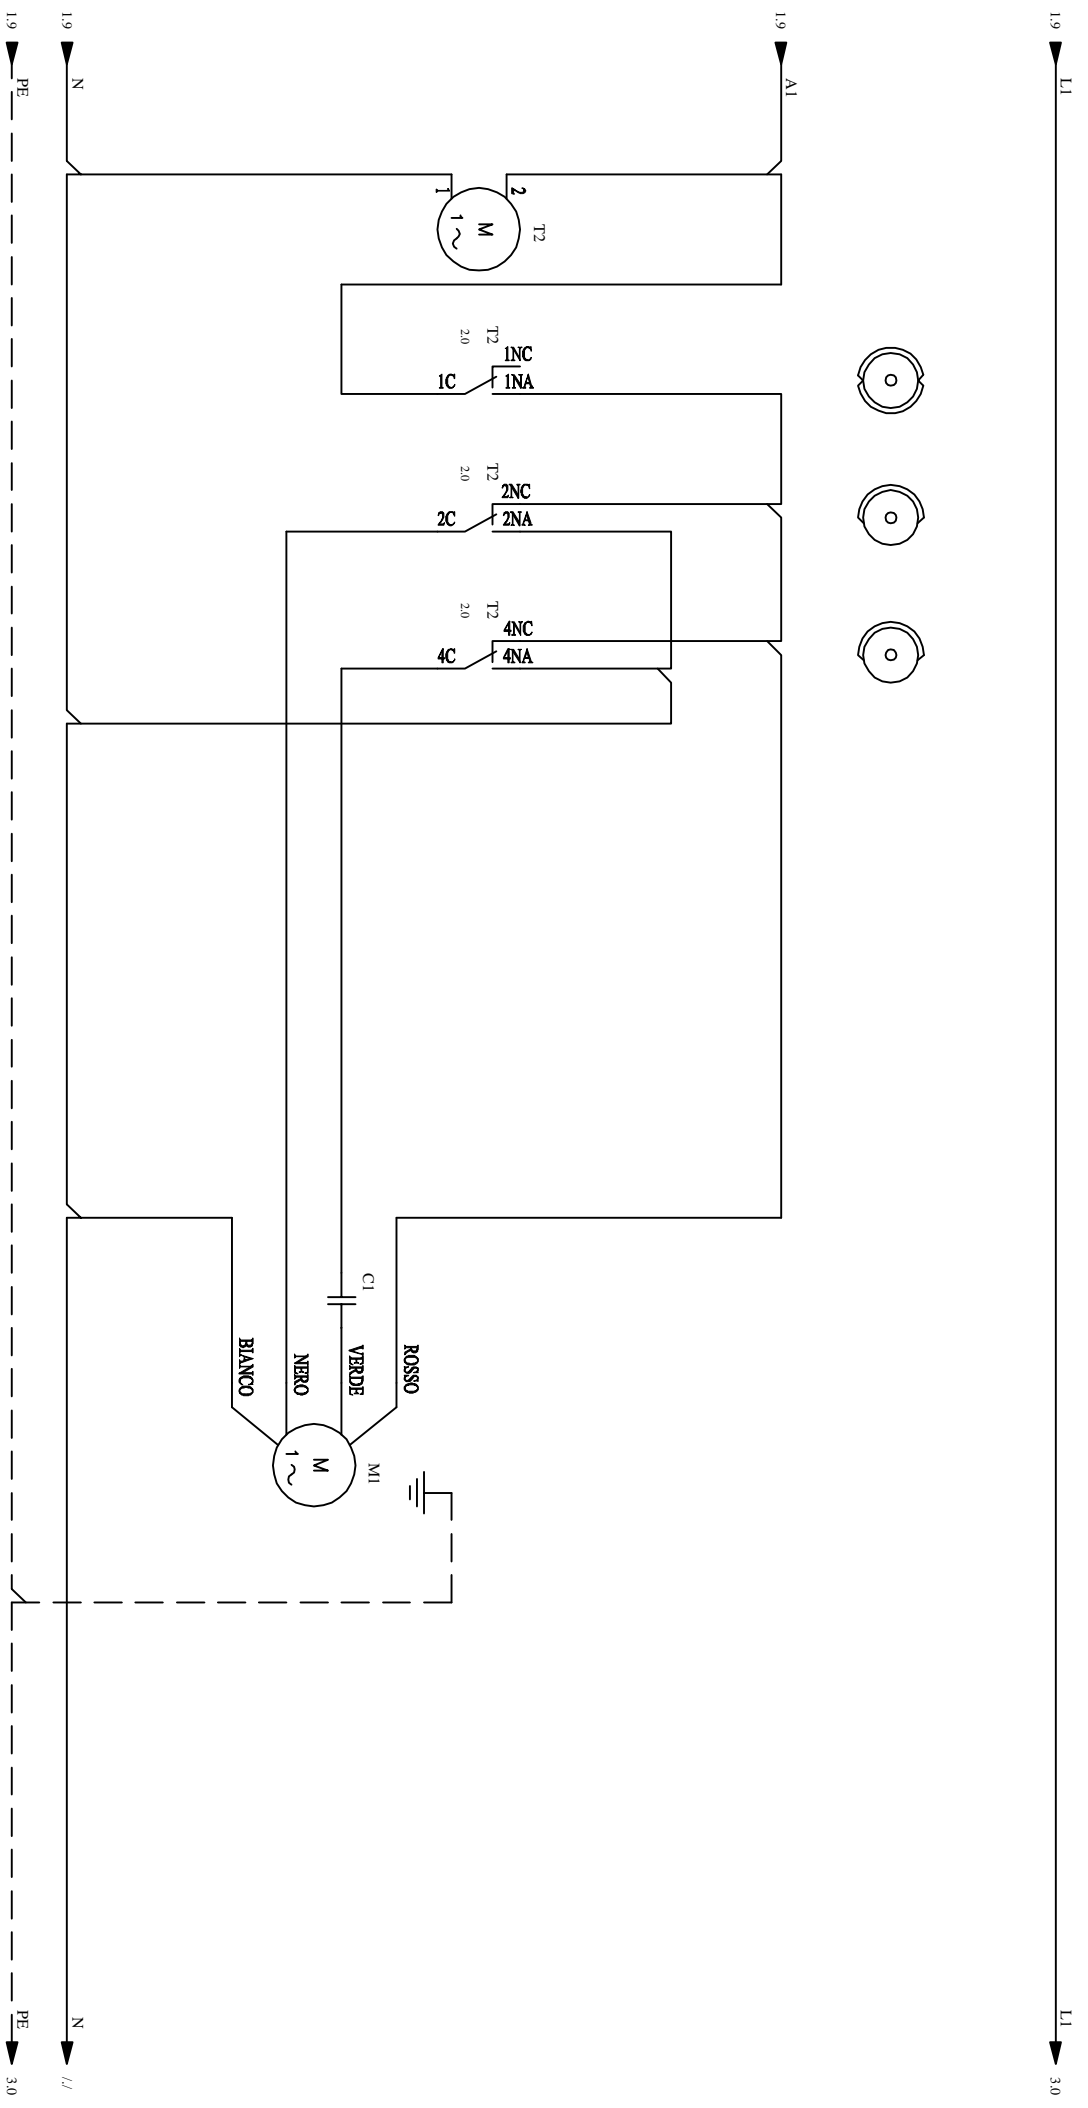 1.9
1.9
1.9
1.9
PE
N
A1
L1
1
2
M
1~
T2
T2
2.0
1NC
1C
1NA
T2
2.0
2NC
2C
2NA
T2
2.0
4NC
4C
4NA
C1
BIANCO
NERO
VERDE
ROSSO
M
1~
M1
PE
N
L1
3.0
/./
3.0